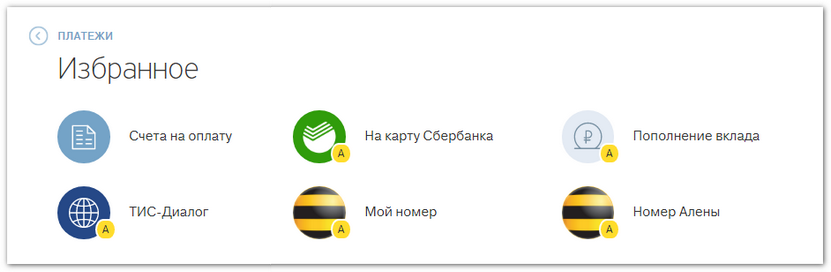 ПЛАТЕЖИ
Избранное
Счета на оплату
На карту Сбербанка
A
Пополнение вклада
₽
A
ТИС-Диалог
A
Мой номер
A
Номер Алены
A